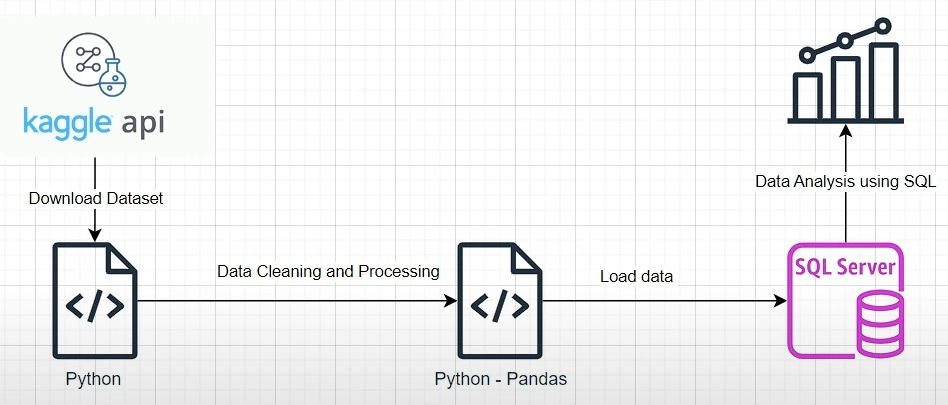 kaggle api
Download Dataset
</>
Python
Data Cleaning and Processing
</>
Python - Pandas
Load data
SQL Server
Data Analysis using SQL